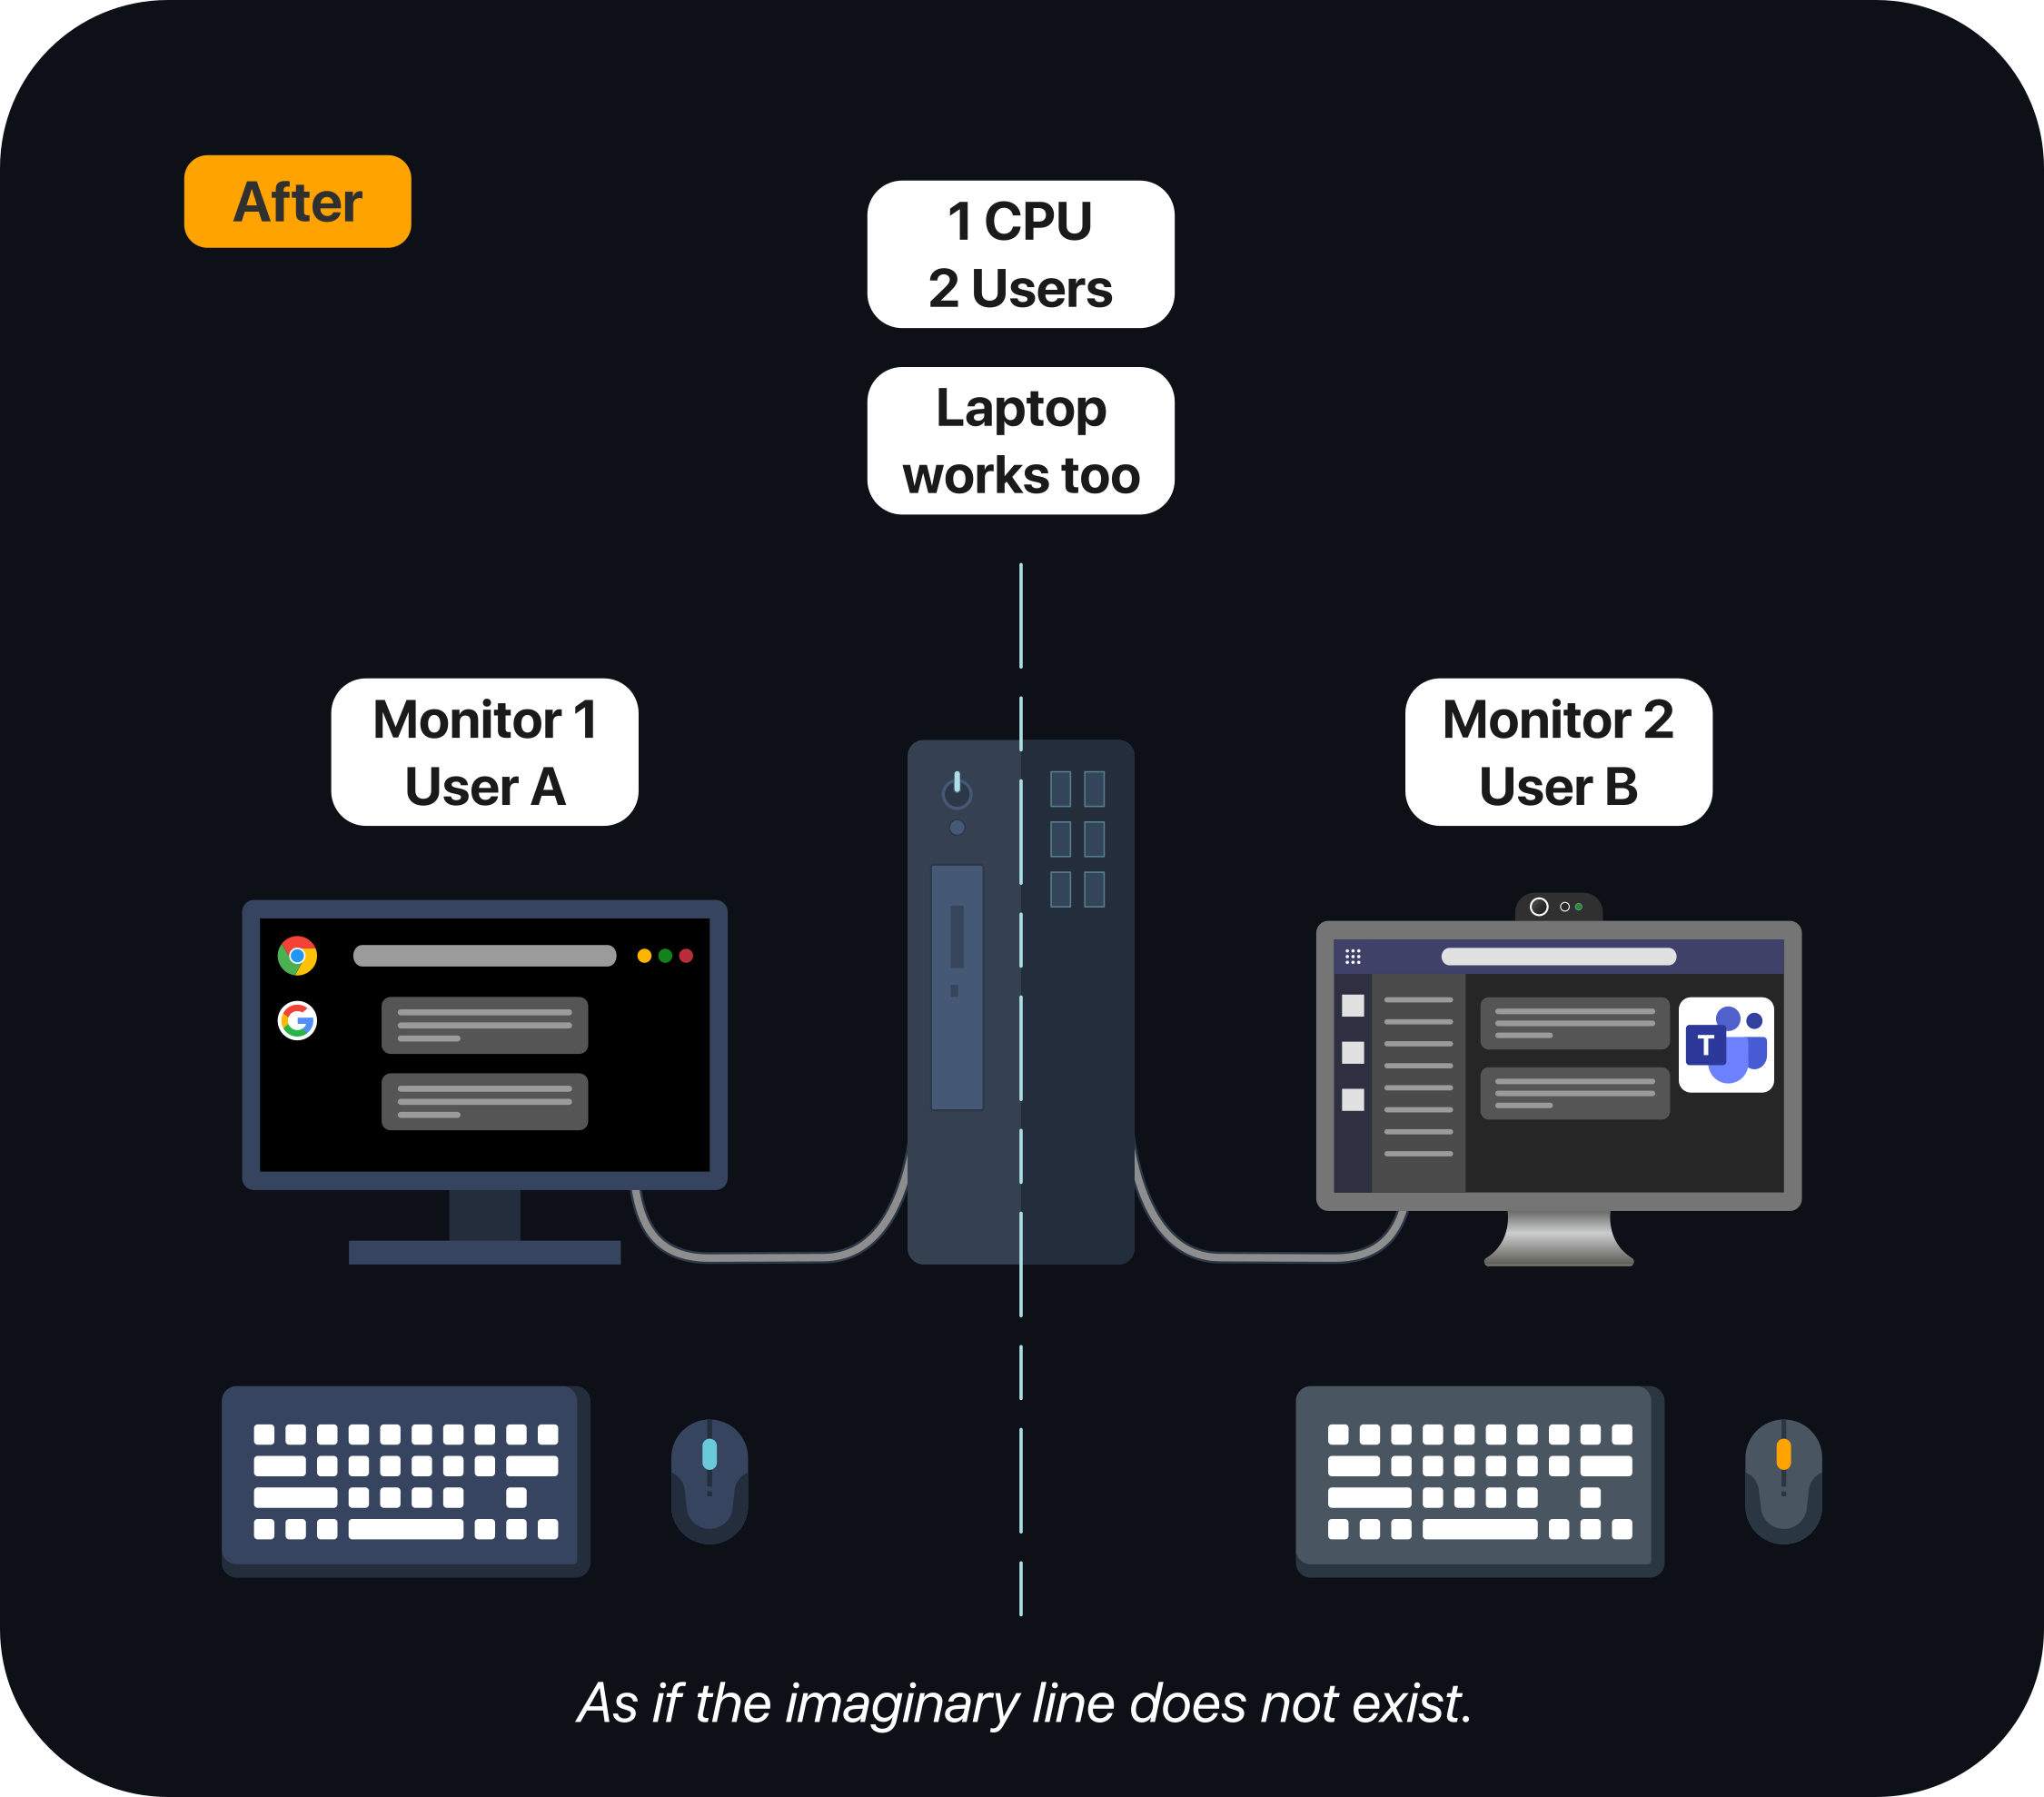 After
1 CPU
2 Users
Laptop
works too
Monitor 1
User A
Monitor 2
User B
T
As if the imaginary line does not exist.